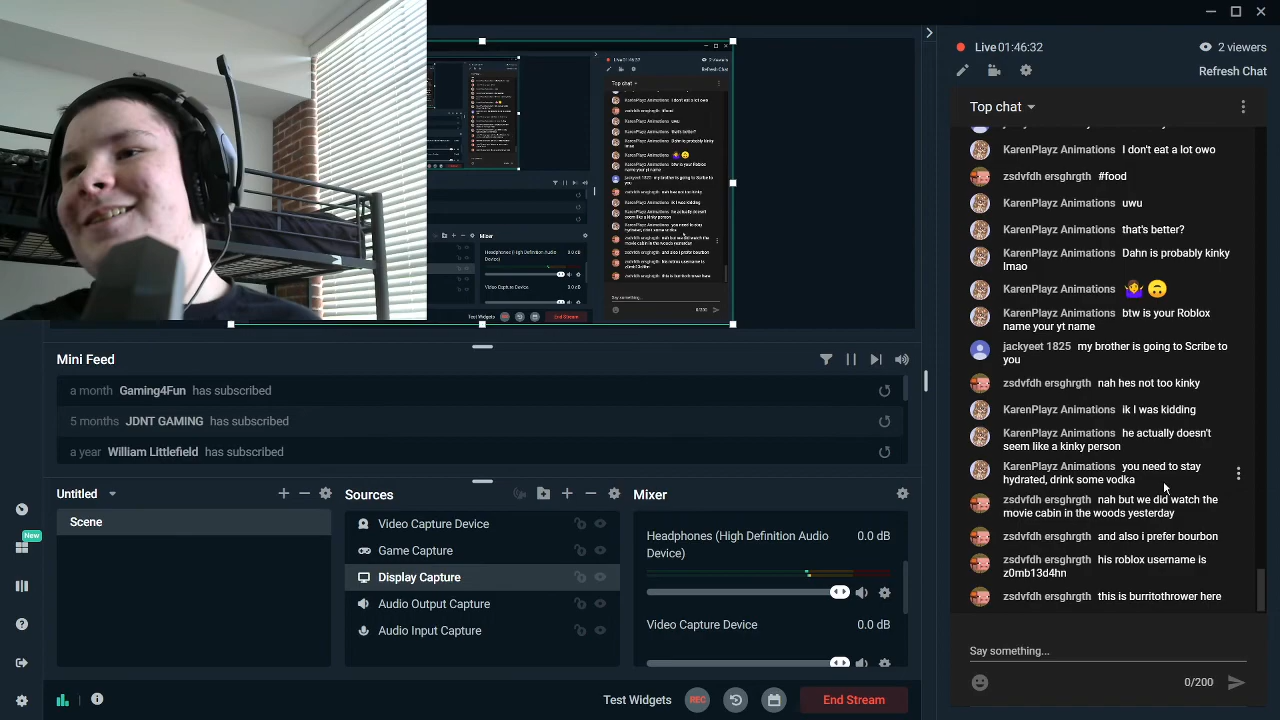 Live 01:46:32
2 viewers
Refresh Chat
Top chat
KarenPlayz Animations I don't eat a lot owo
zsdvfdh ersghrgth #food
KarenPlayz Animations uwu
KarenPlayz Animations that's better?
KarenPlayz Animations Dahn is probably kinky
lmao
KarenPlayz Animations
KarenPlayz Animations btw is your Roblox
name your yt name
jackyeet 1825 my brother is going to Scribe to
you
zsdvfdh ersghrgth nah hes not too kinky
KarenPlayz Animations ik I was kidding
KarenPlayz Animations he actually doesn't
seem like a kinky person
KarenPlayz Animations you need to stay
hydrated, drink some vodka
zsdvfdh ersghrgth nah but we did watch the
movie cabin in the woods yesterday
zsdvfdh ersghrgth and also i prefer bourbon
zsdvfdh ersghrgth his roblox username is
z0mb13d4hn
zsdvfdh ersghrgth this is burritothrower here
Say something...
0/200
Mini Feed
a month Gaming4Fun has subscribed
5 months JDNT GAMING has subscribed
a year William Littlefield has subscribed
New
Untitled
Scene
Sources
Video Capture Device
Game Capture
Display Capture
Audio Output Capture
Audio Input Capture
Mixer
Headphones (High Definition Audio
Device)
0.0 dB
Video Capture Device
0.0 dB
Test Widgets
REC
End Stream